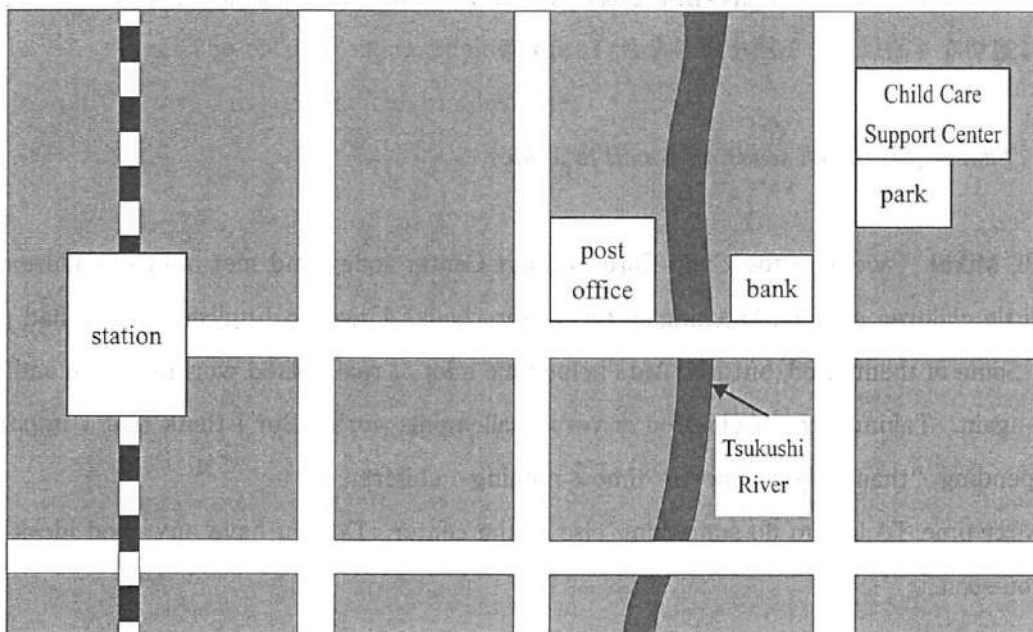 Child Care
Support Center
park
post
office
bank
station
Tsukushi
River